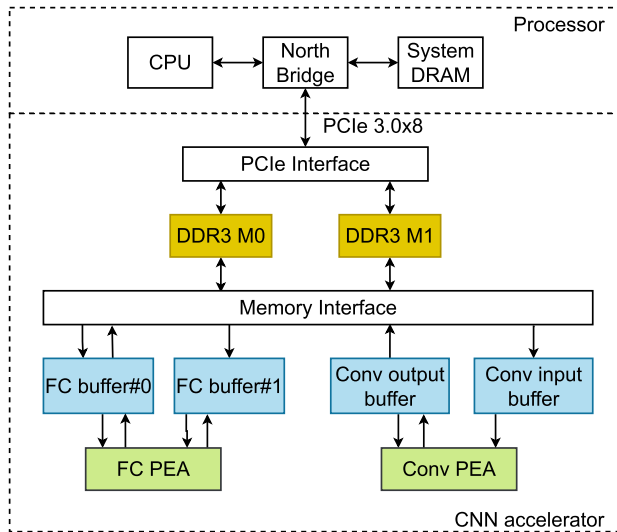 Processor
CPU
North
Bridge
System
DRAM
PCIe 3.0x8
PCIe Interface
DDR3 M0
DDR3 M1
Memory Interface
FC buffer#0
FC buffer#1
Conv output
buffer
Conv input
buffer
FC PEA
Conv PEA
CNN accelerator